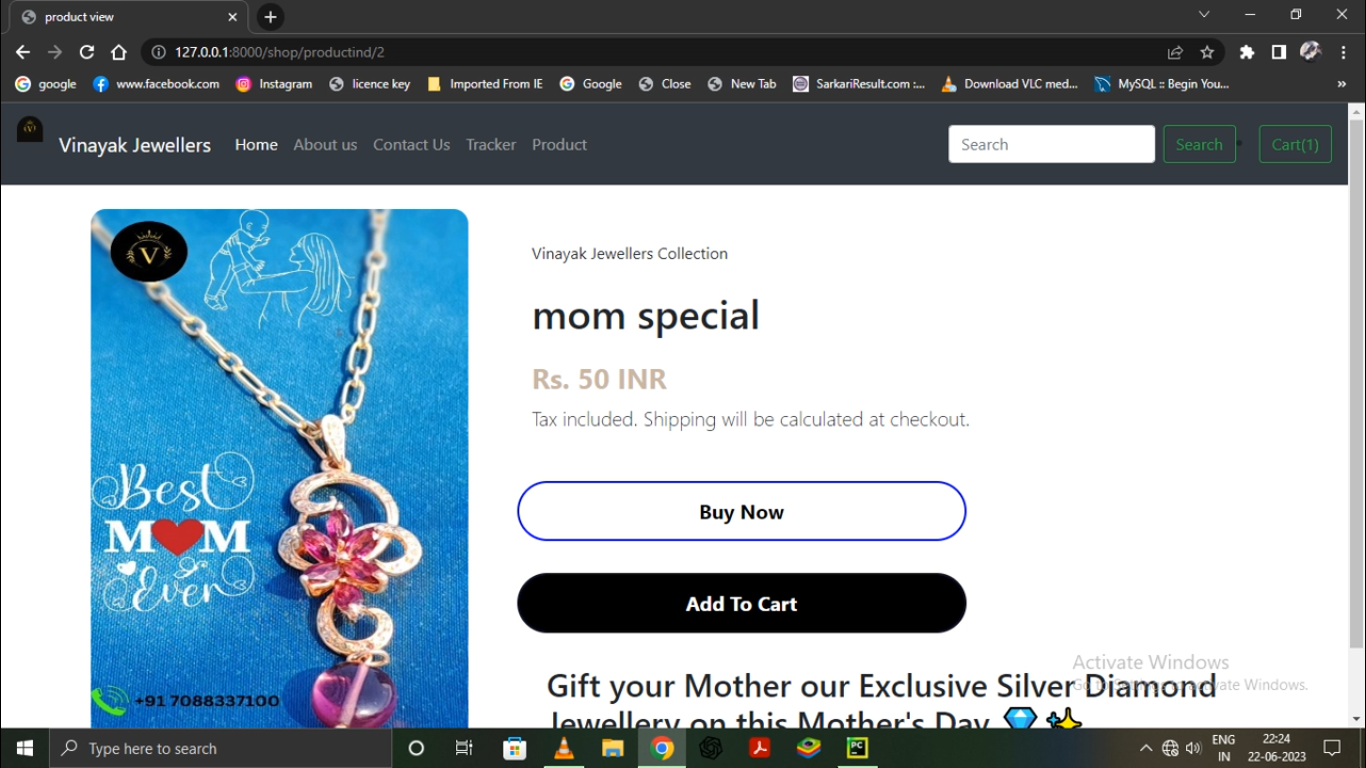 product view
127.0.0.1:8000/shop/productind/2
google www.facebook.com Instagram licence key Imported From IE Google Close New Tab SarkariResult.com :... Download VLC med... MySQL :: Begin You... »
V
Vinayak Jewellers Home About us Contact Us Tracker Product Search Search Cart(1)
V
Vinayak Jewellers Collection
mom special
Rs. 50 INR
Tax included. Shipping will be calculated at checkout.
Best
MOM
Ever
Buy Now
Add To Cart
+91 7088337100
Gift your Mother our Exclusive Silver Diamond
Jewellery on this Mother's Day 💎 ✨
Activate Windows
Go to Settings to activate Windows.
Type here to search
PC
ENG
IN
22:24
22-06-2023